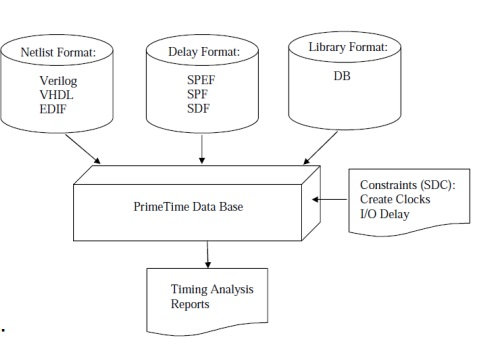 Netlist Format:
Verilog
VHDL
EDIF
Delay Format:
SPEF
SPF
SDF
Library Format:
DB
PrimeTime Data Base
Constraints (SDC):
Create Clocks
I/O Delay
Timing Analysis
Reports
.